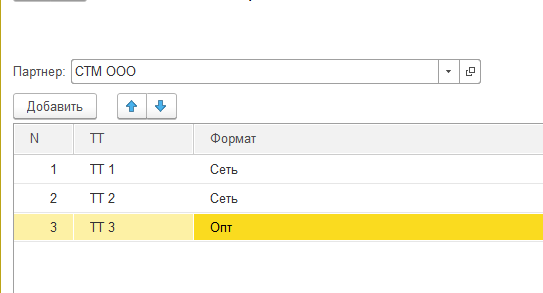 Партнер: СТМ ООО
Добавить
N ТТ Формат
1 ТТ 1 Сеть
2 ТТ 2 Сеть
3 ТТ 3 Опт